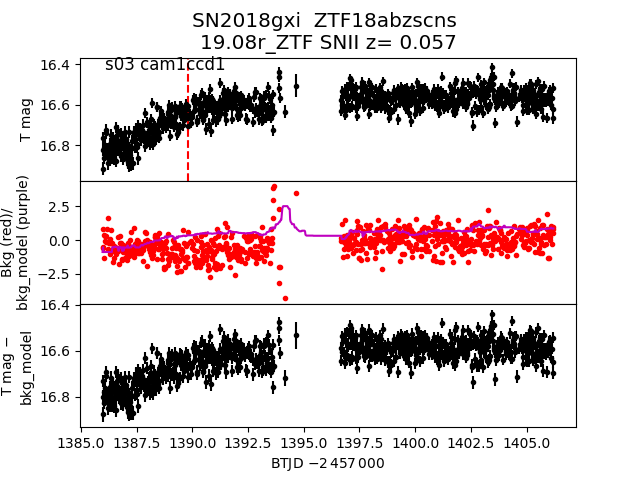 SN2018gxi  ZTF18abzscns
19.08r_ZTF SNII z= 0.057
s03 cam1ccd1
16.4
16.6
16.8
T mag
2.5
0.0
−2.5
Bkg (red)/
bkg_model (purple)
16.4
16.6
16.8
T mag −
bkg_model
1385.0 1387.5 1390.0 1392.5 1395.0 1397.5 1400.0 1402.5 1405.0
BTJD −2 457 000